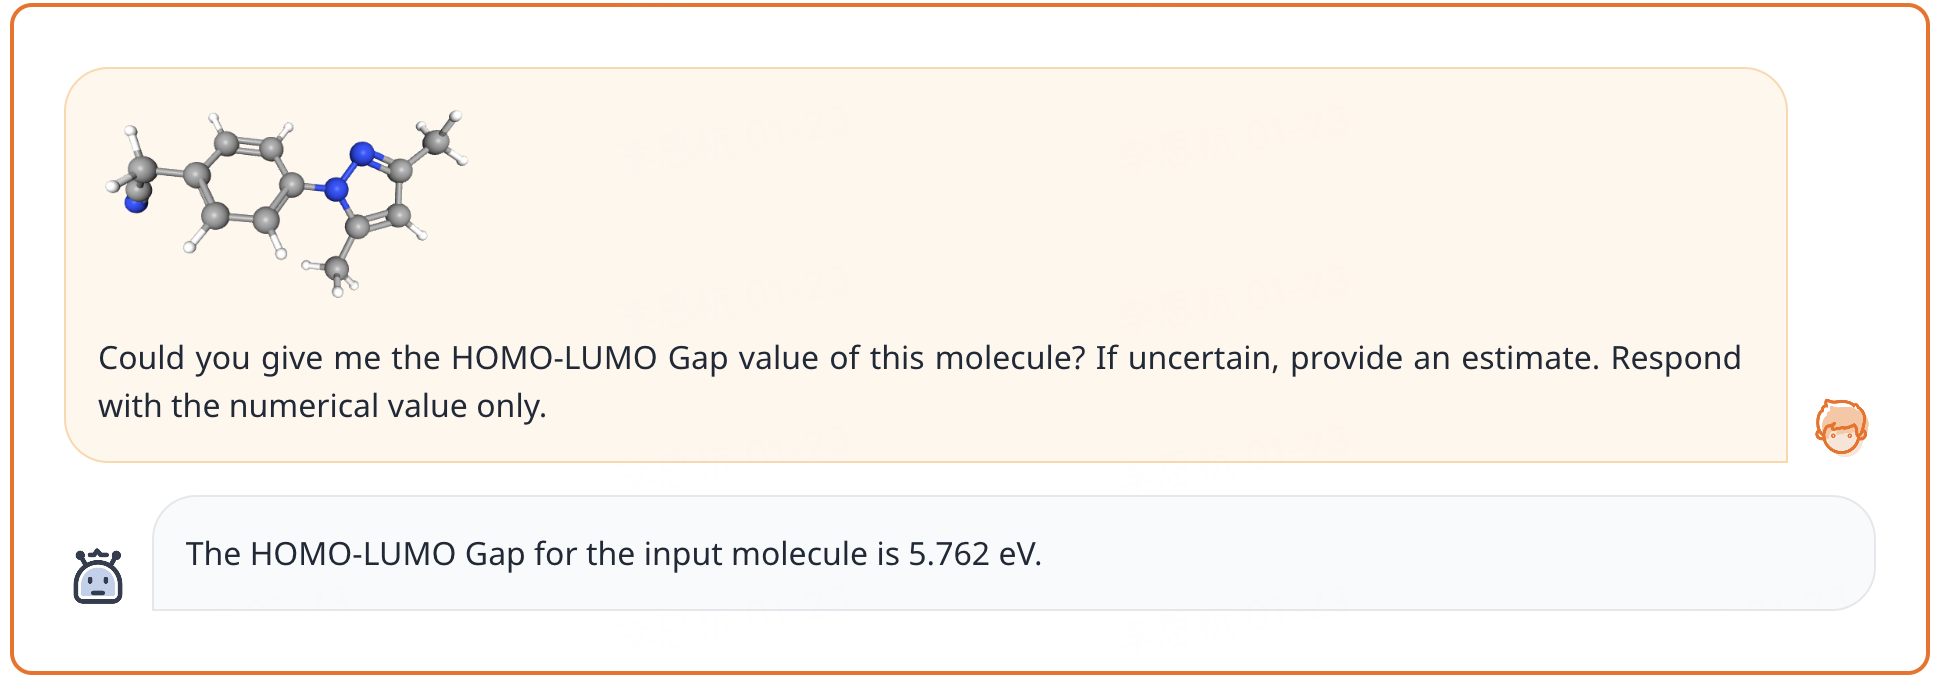 Could you give me the HOMO-LUMO Gap value of this molecule? If uncertain, provide an estimate. Respond
with the numerical value only.
The HOMO-LUMO Gap for the input molecule is 5.762 eV.